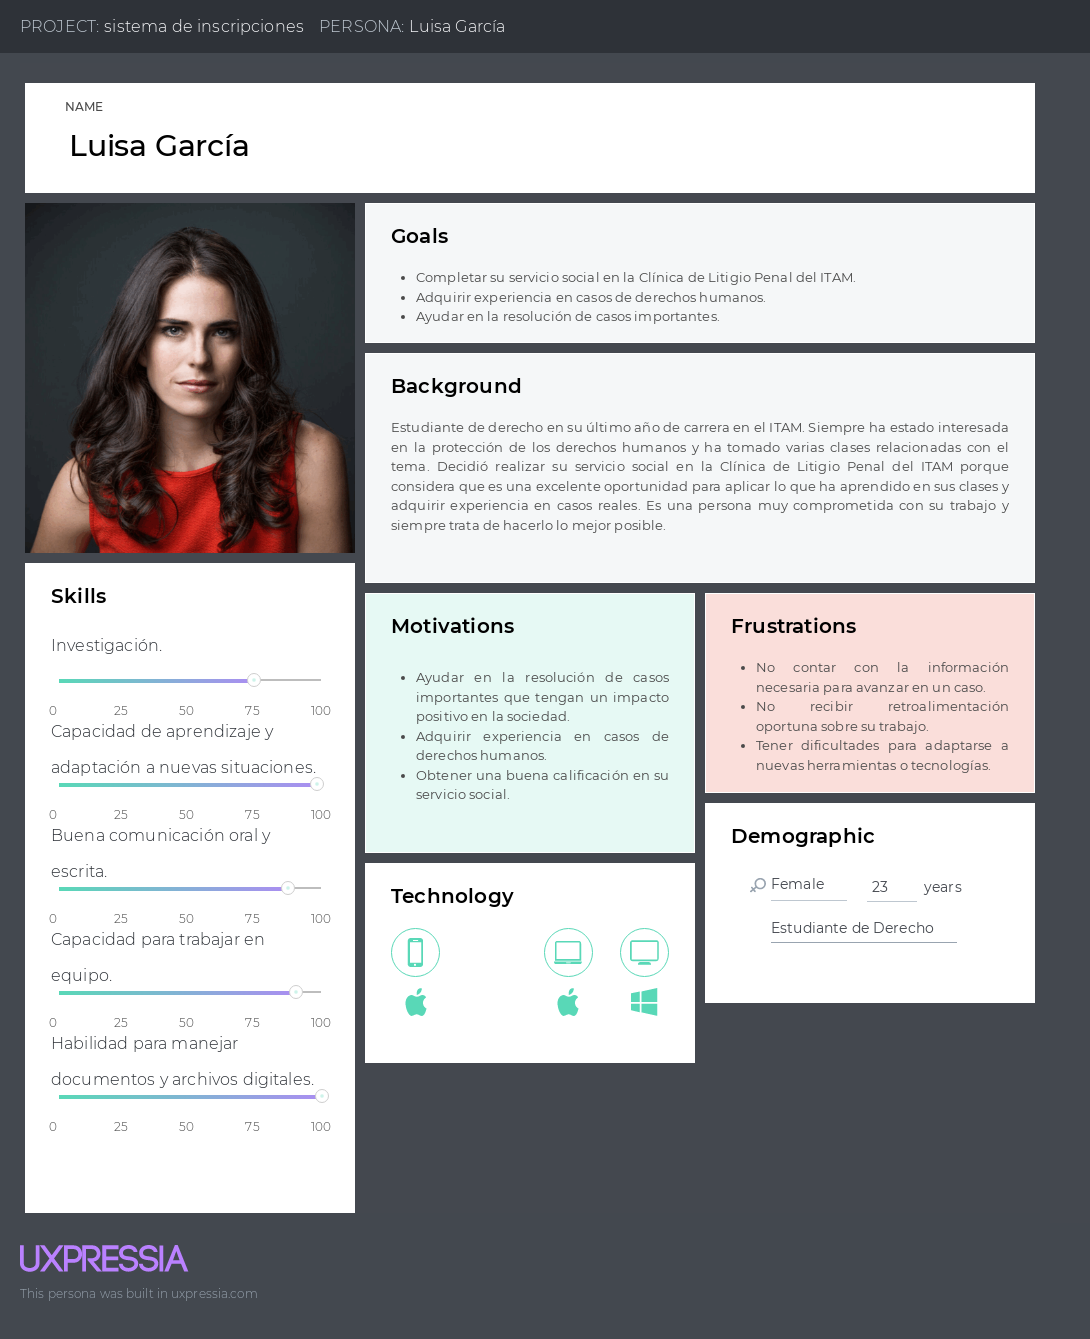 PROJECT: sistema de inscripciones PERSONA: Luisa García
NAME
Luisa García
Goals
• Completar su servicio social en la Clínica de Litigio Penal del ITAM.
• Adquirir experiencia en casos de derechos humanos.
• Ayudar en la resolución de casos importantes.
Background
Estudiante de derecho en su último año de carrera en el ITAM. Siempre ha estado interesada
en la protección de los derechos humanos y ha tomado varias clases relacionadas con el
tema. Decidió realizar su servicio social en la Clínica de Litigio Penal del ITAM porque
considera que es una excelente oportunidad para aplicar lo que ha aprendido en sus clases y
adquirir experiencia en casos reales. Es una persona muy comprometida con su trabajo y
siempre trata de hacerlo lo mejor posible.
Skills
Investigación.
0 25 50 75 100
Capacidad de aprendizaje y
adaptación a nuevas situaciones.
0 25 50 75 100
Buena comunicación oral y
escrita.
0 25 50 75 100
Capacidad para trabajar en
equipo.
0 25 50 75 100
Habilidad para manejar
documentos y archivos digitales.
0 25 50 75 100
Motivations
• Ayudar en la resolución de casos
importantes que tengan un impacto
positivo en la sociedad.
• Adquirir experiencia en casos de
derechos humanos.
• Obtener una buena calificación en su
servicio social.
Frustrations
• No contar con la información
necesaria para avanzar en un caso.
• No recibir retroalimentación
oportuna sobre su trabajo.
• Tener dificultades para adaptarse a
nuevas herramientas o tecnologías.
Technology
Demographic
Female 23 years
Estudiante de Derecho
UXPRESSIA
This persona was built in uxpressia.com